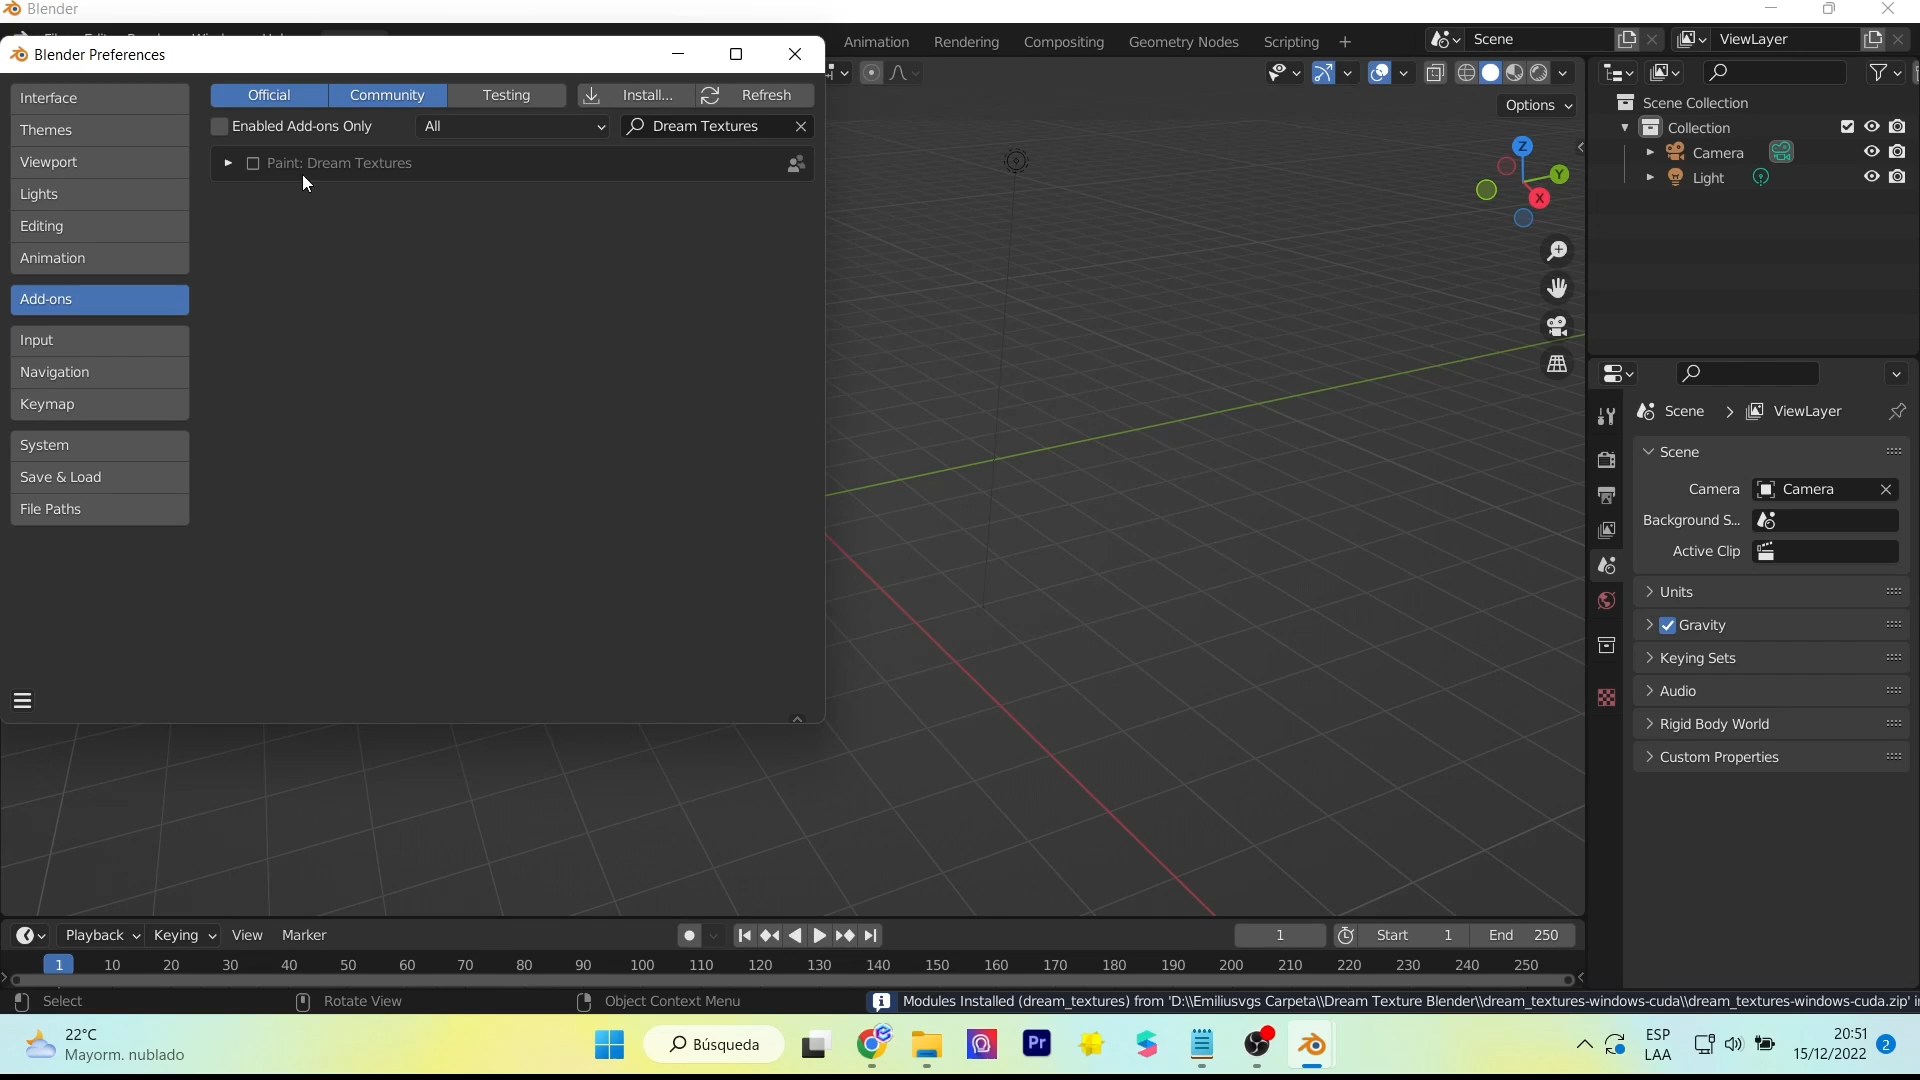 Blender
Blender Preferences
Animation Rendering Compositing Geometry Nodes Scripting
Scene ViewLayer
Interface
Themes
Viewport
Lights
Editing
Animation
Add-ons
Input
Navigation
Keymap
System
Save & Load
File Paths
Official Community Testing Install... Refresh
Enabled Add-ons Only All Dream Textures
Paint: Dream Textures
Options
Z
Y
X
Scene Collection
Collection
Camera
Light
Scene ViewLayer
Scene
Camera Camera
Background S...
Active Clip
Units
Gravity
Keying Sets
Audio
Rigid Body World
Custom Properties
Playback Keying View Marker
1 Start 1 End 250
1 10 20 30 40 50 60 70 80 90 100 110 120 130 140 150 160 170 180 190 200 210 220 230 240 250
Select Rotate View Object Context Menu
Modules Installed (dream_textures) from 'D:\\Emiliusvgs Carpeta\\Dream Texture Blender\\dream_textures-windows-cuda\\dream_textures-windows-cuda.zip' i
22°C
Mayorm. nublado
Búsqueda
Pr
ESP
LAA
20:51
15/12/2022
2